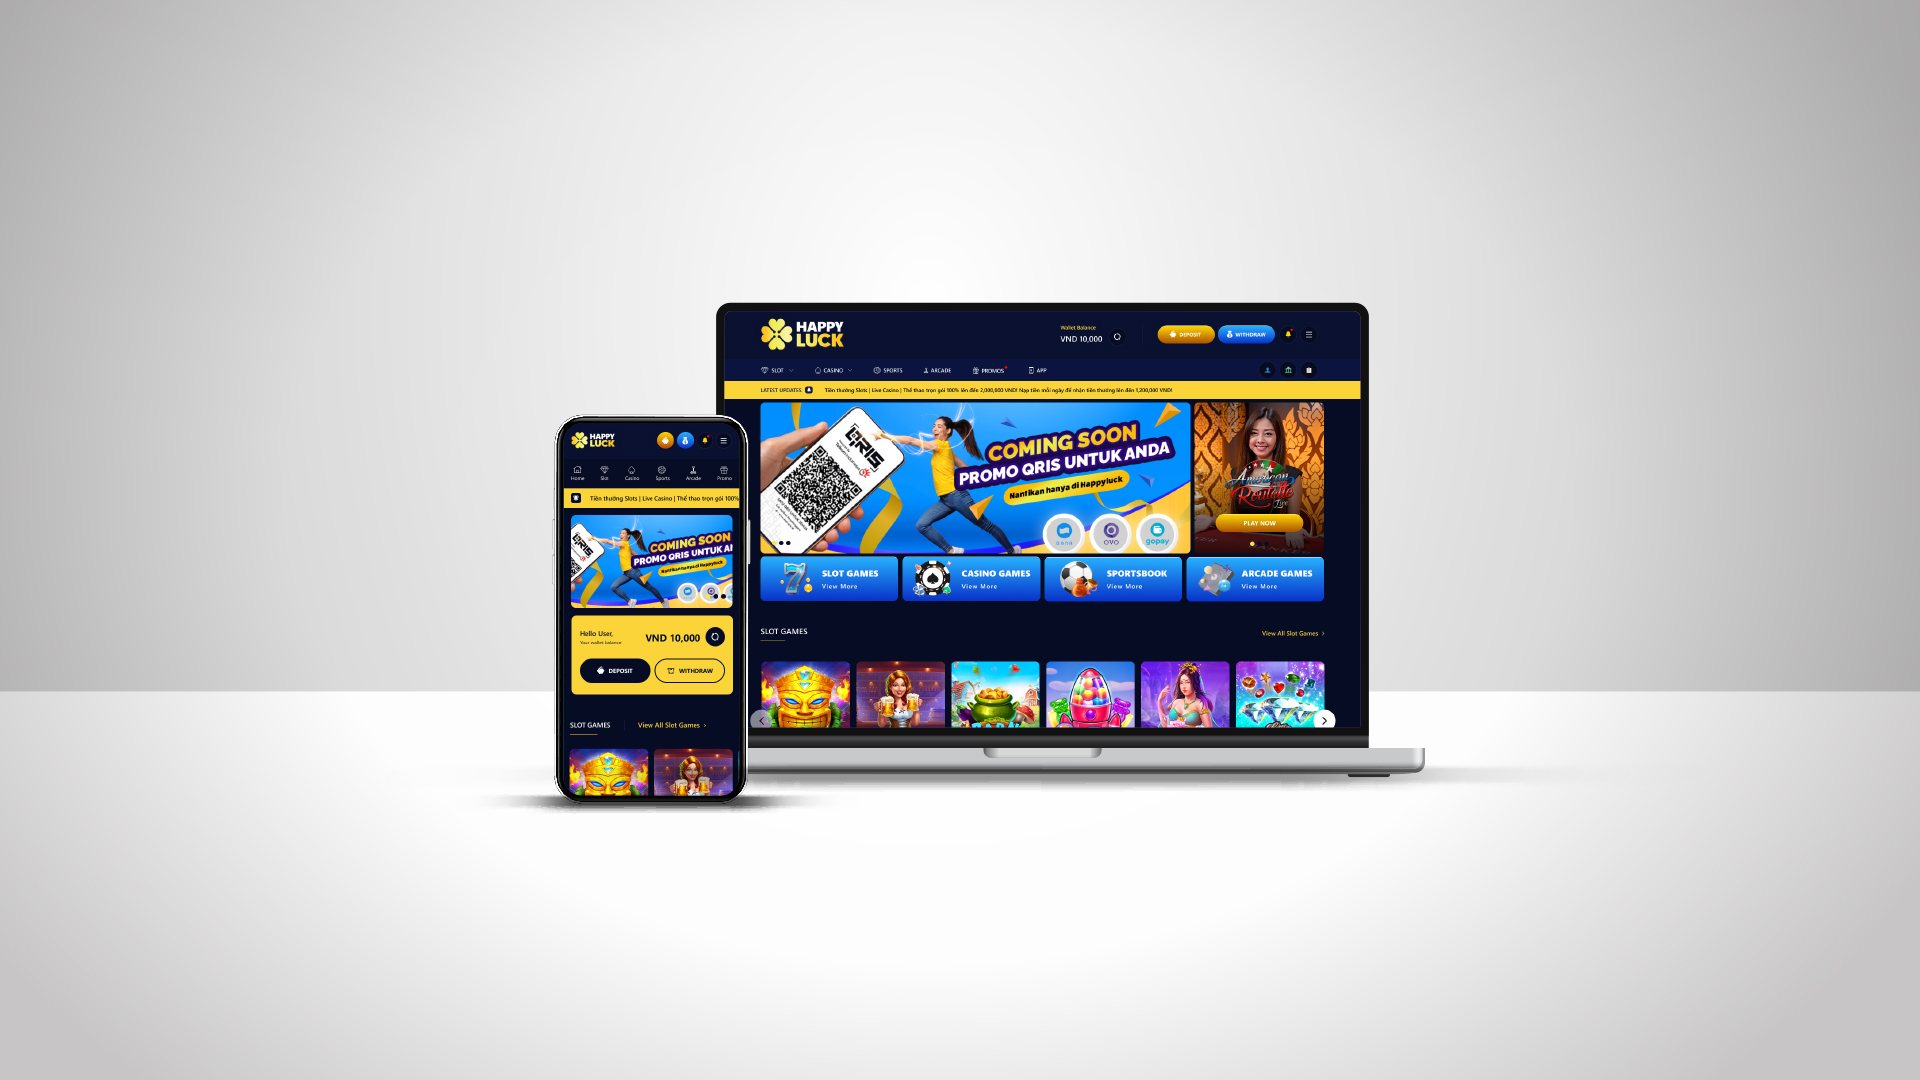 HAPPY
LUCK
Wallet Balance
VND 10,000
DEPOSIT
WITHDRAW
SLOT
CASINO
SPORTS
ARCADE
PROMOS
APP
LATEST UPDATES
Tiền thưởng Slots | Live Casino | Thể thao trọn gói 100% lên đến 2,000,000 VND! Nạp tiền mỗi ngày để nhận tiền thưởng lên đến 1,200,000 VND!
QRIS
COMING SOON
PROMO QRIS UNTUK ANDA
Nantikan hanya di Happyluck
DANA
OVO
gopay
American
Roulette
Live
PLAY NOW
SLOT GAMES
View More
CASINO GAMES
View More
SPORTSBOOK
View More
ARCADE GAMES
View More
SLOT GAMES
View All Slot Games
HAPPY
LUCK
Home
Slot
Casino
Sports
Arcade
Promo
Tiền thưởng Slots | Live Casino | Thể thao trọn gói 100%
QRIS
COMING SOON
PROMO QRIS UNTUK AN
Nantikan hanya di Happyluck
Hello User,
Your wallet balance
VND 10,000
DEPOSIT
WITHDRAW
SLOT GAMES
View All Slot Games